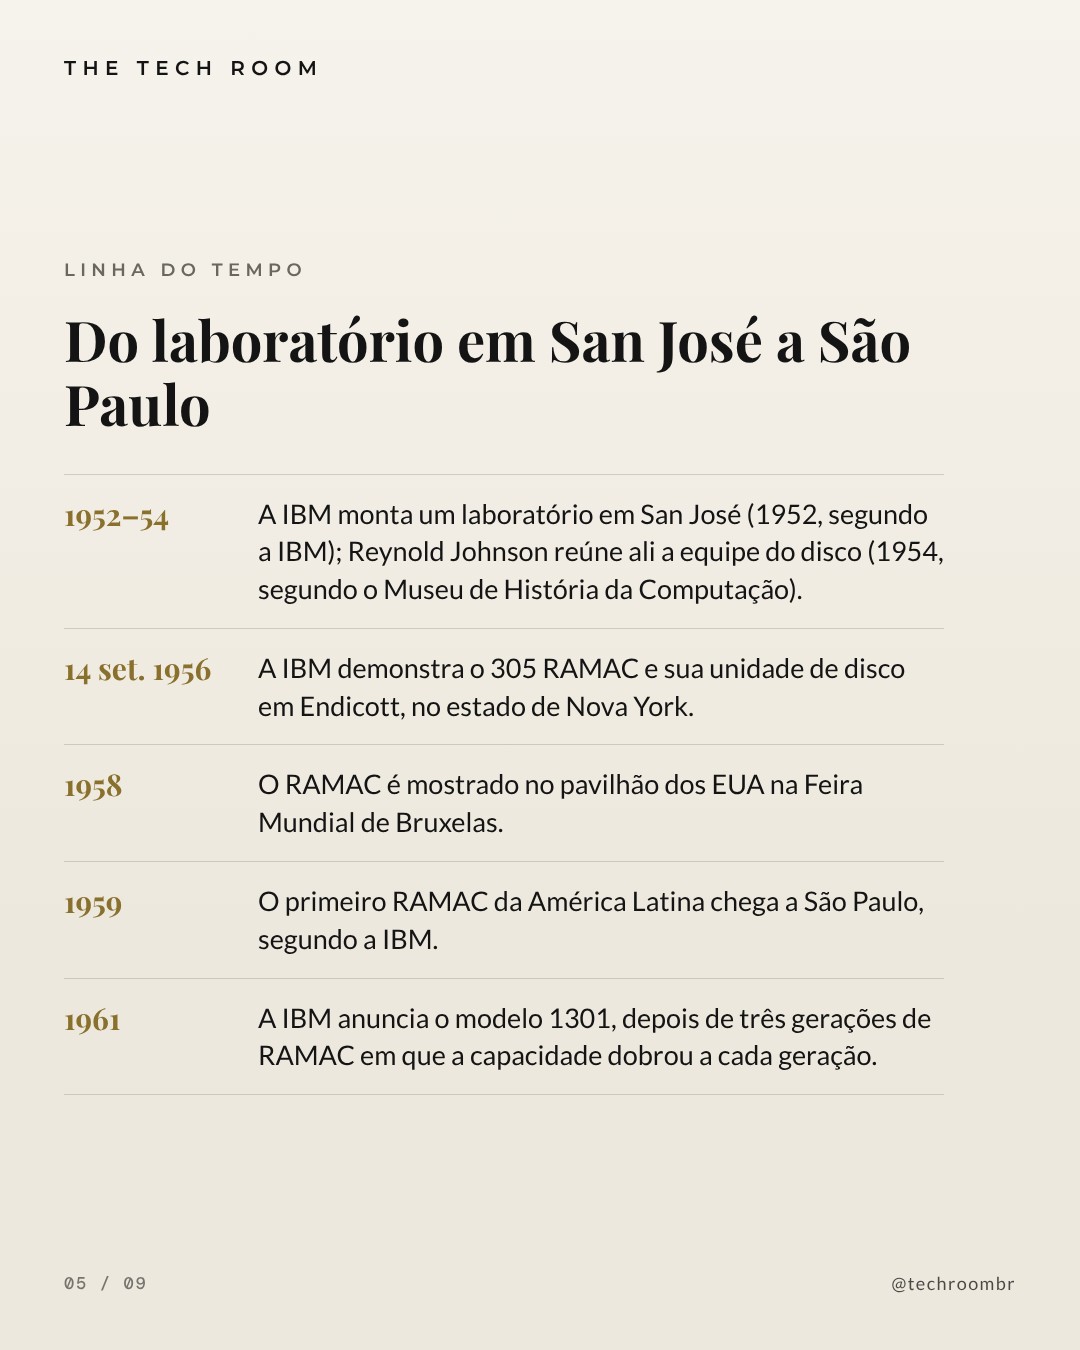 THE TECH ROOM
LINHA DO TEMPO
Do laboratório em San José a São
Paulo
1952–54
A IBM monta um laboratório em San José (1952, segundo
a IBM); Reynold Johnson reúne ali a equipe do disco (1954,
segundo o Museu de História da Computação).
14 set. 1956
A IBM demonstra o 305 RAMAC e sua unidade de disco
em Endicott, no estado de Nova York.
1958
O RAMAC é mostrado no pavilhão dos EUA na Feira
Mundial de Bruxelas.
1959
O primeiro RAMAC da América Latina chega a São Paulo,
segundo a IBM.
1961
A IBM anuncia o modelo 1301, depois de três gerações de
RAMAC em que a capacidade dobrou a cada geração.
05 / 09
@techroombr